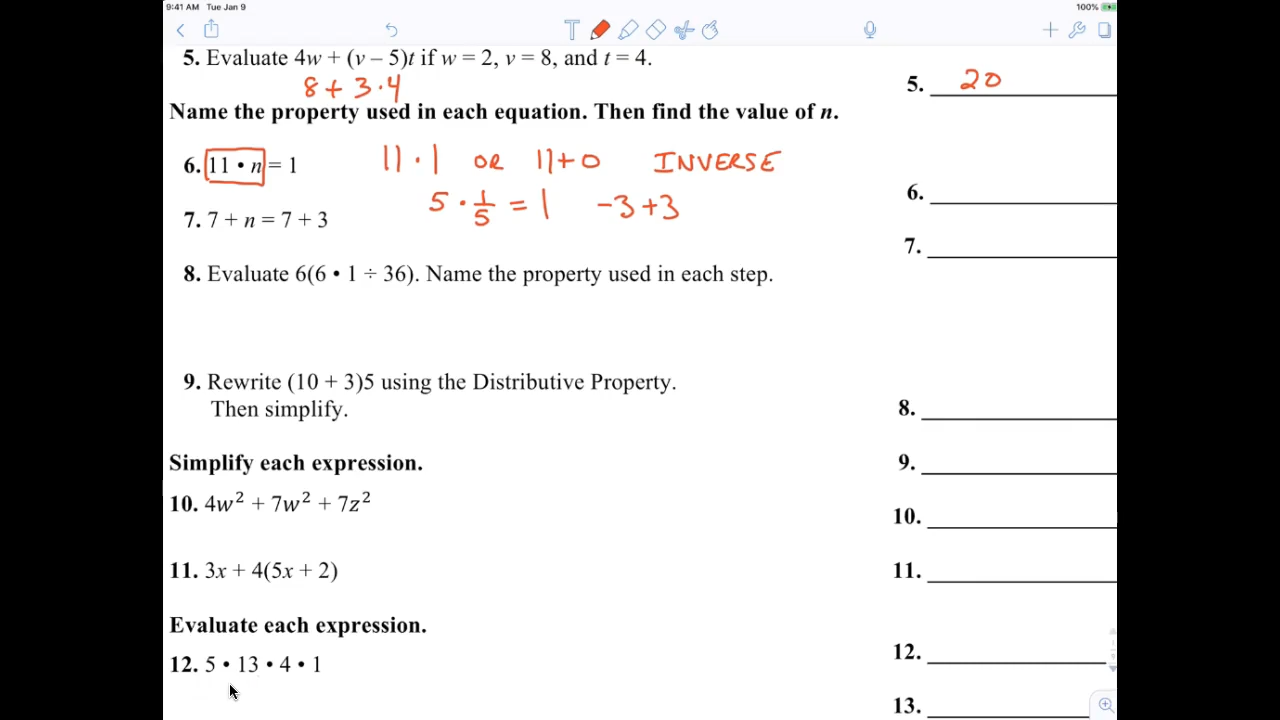 9:41 AM Tue Jan 9 100%
T
5. Evaluate 4w + (v – 5)t if w = 2, v = 8, and t = 4.
8 + 3 · 4
5. 20
Name the property used in each equation. Then find the value of n.
6. 11 • n = 1 11 · 1 OR 11 + 0 INVERSE
5 · 1/5 = 1 -3 + 3
6.
7. 7 + n = 7 + 3
7.
8. Evaluate 6(6 • 1 ÷ 36). Name the property used in each step.
9. Rewrite (10 + 3)5 using the Distributive Property.
Then simplify.
8.
Simplify each expression.
9.
10. 4w² + 7w² + 7z²
10.
11. 3x + 4(5x + 2)
11.
Evaluate each expression.
12. 5 • 13 • 4 • 1
12.
13.